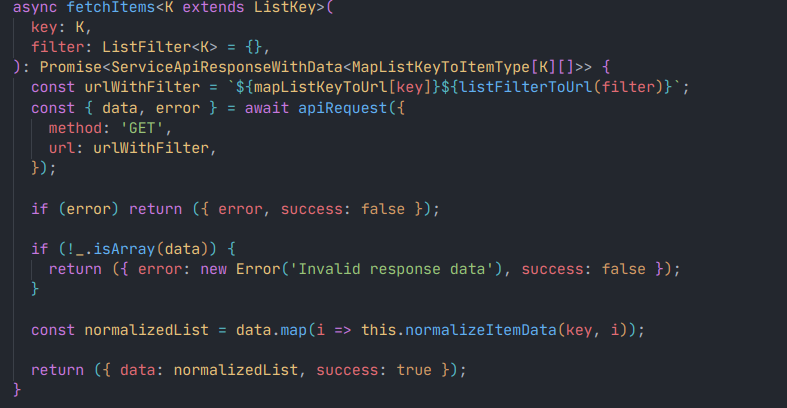 async fetchItems<K extends ListKey>(
  key: K,
  filter: ListFilter<K> = {},
): Promise<ServiceApiResponseWithData<MapListKeyToItemType[K][]>> {
  const urlWithFilter = `${mapListKeyToUrl[key]}${listFilterToUrl(filter)}`;
  const { data, error } = await apiRequest({
    method: 'GET',
    url: urlWithFilter,
  });

  if (error) return ({ error, success: false });

  if (!_.isArray(data)) {
    return ({ error: new Error('Invalid response data'), success: false });
  }

  const normalizedList = data.map(i => this.normalizeItemData(key, i));

  return ({ data: normalizedList, success: true });
}